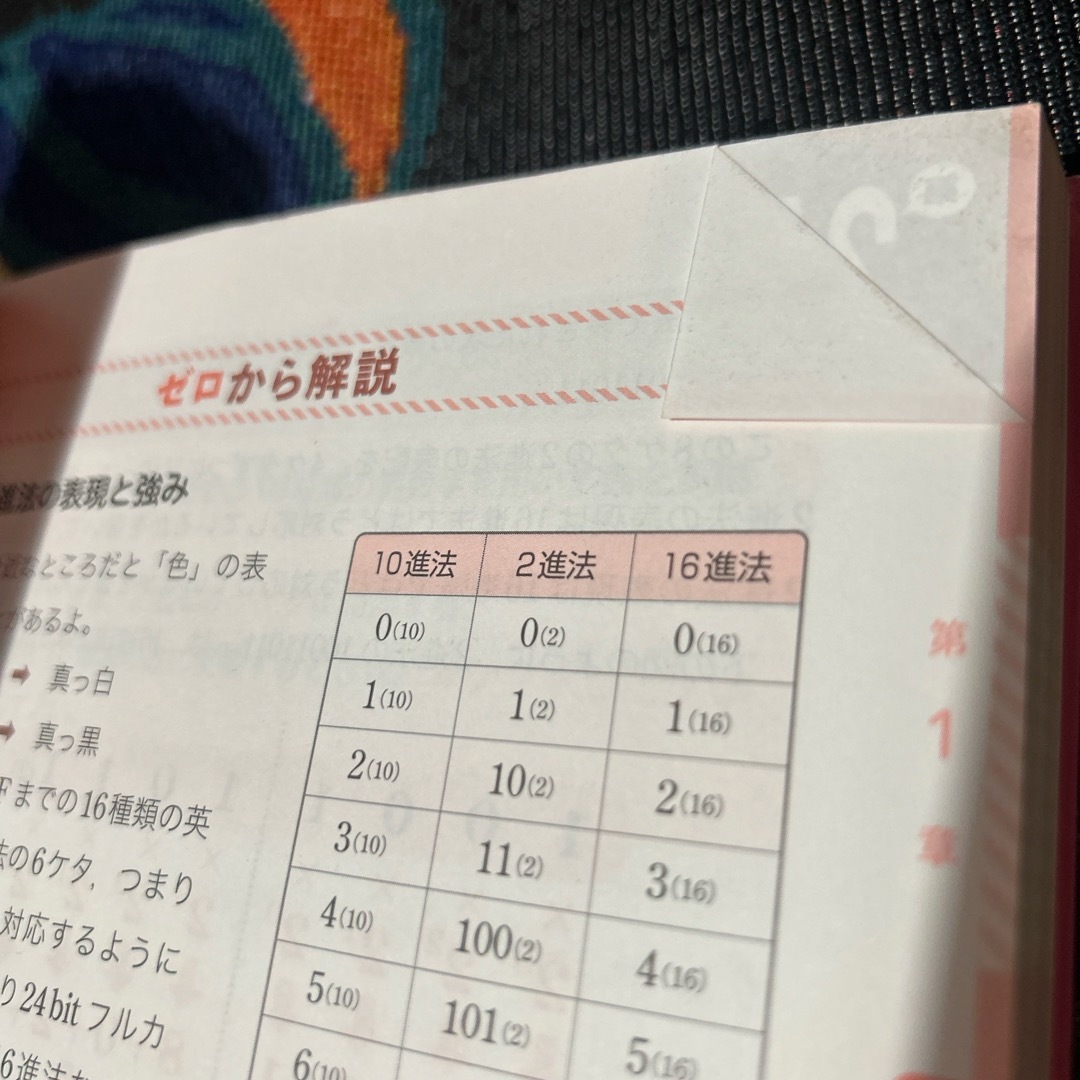 ゼロから解説
進法の表現と強み
なところだと「色」の表
があるよ。
➡ 真っ白
➡ 真っ黒
Fまでの16種類の英
法の6ケタ，つまり
対応するように
り24bitフルカ
6進法
10進法 2進法 16進法
0(10) 0(2) 0(16)
1(10) 1(2) 1(16)
2(10) 10(2) 2(16)
3(10) 11(2) 3(16)
4(10) 100(2) 4(16)
5(10) 101(2) 5(16)
6(10)
第
1
章